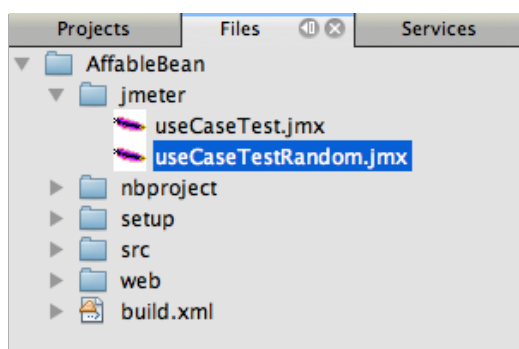 Projects Files Services
AffableBean
jmeter
useCaseTest.jmx
useCaseTestRandom.jmx
nbproject
setup
src
web
build.xml